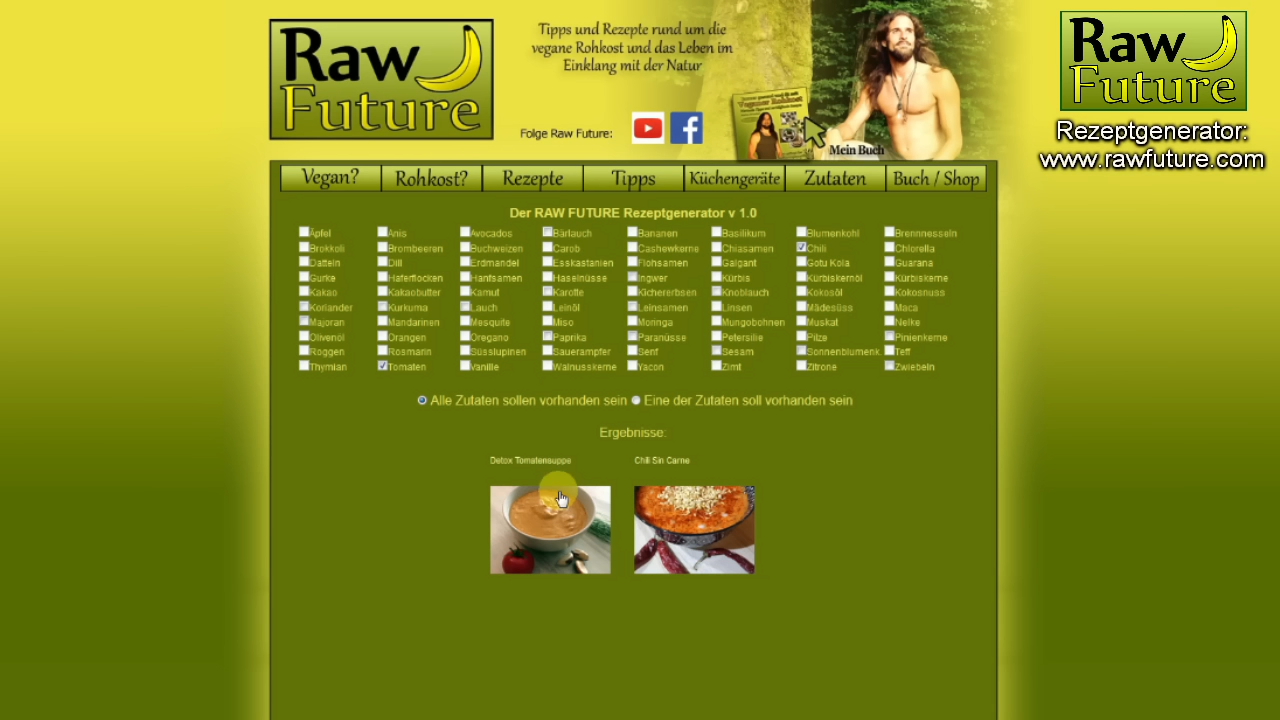 Raw
Future
Tipps und Rezepte rund um die
vegane Rohkost und das Leben im
Einklang mit der Natur
Folge Raw Future:
Mein Buch
Raw
Future
Rezeptgenerator:
www.rawfuture.com
Vegan? Rohkost? Rezepte Tipps Küchengeräte Zutaten Buch / Shop
Der RAW FUTURE Rezeptgenerator v 1.0
Äpfel Anis Avocados Bärlauch Bananen Basilikum Blumenkohl Brennnesseln
Brokkoli Brombeeren Buchweizen Carob Cashewkerne Chiasamen Chili Chlorella
Datteln Dill Erdmandel Esskastanien Flohsamen Galgant Gotu Kola Guarana
Gurke Haferflocken Hanfsamen Haselnüsse Ingwer Kürbis Kürbiskernöl Kürbiskerne
Kakao Kakaobutter Kamut Karotte Kichererbsen Knoblauch Kokosöl Kokosnuss
Koriander Kurkuma Lauch Leinöl Leinsamen Linsen Mädesüss Maca
Majoran Mandarinen Mesquite Miso Moringa Mungobohnen Muskat Nelke
Olivenöl Orangen Oregano Paprika Paranüsse Petersilie Pilze Pinienkerne
Roggen Rosmarin Süsslupinen Sauerampfer Senf Sesam Sonnenblumenk. Teff
Thymian Tomaten Vanille Walnusskerne Yacon Zimt Zitrone Zwiebeln
Alle Zutaten sollen vorhanden sein Eine der Zutaten soll vorhanden sein
Ergebnisse:
Detox Tomatensuppe Chili Sin Carne